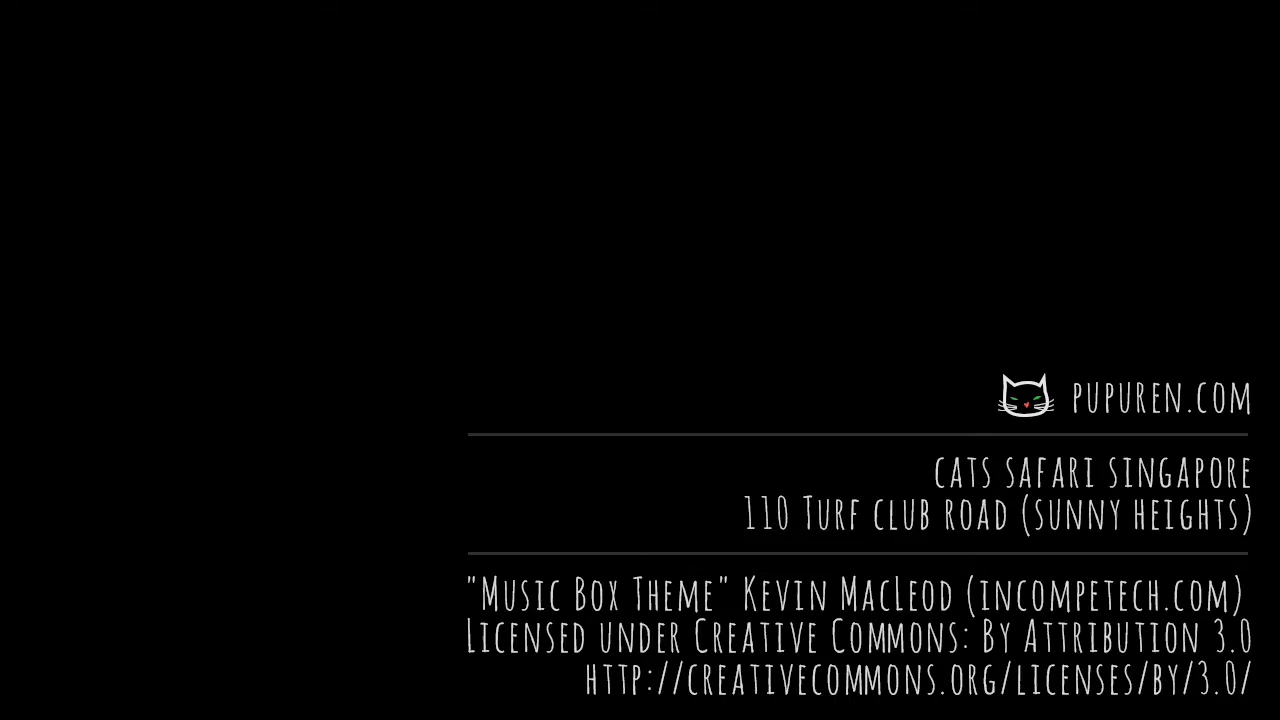 PUPUREN.COM
CATS SAFARI SINGAPORE
110 TURF CLUB ROAD (SUNNY HEIGHTS)
"MUSIC BOX THEME" KEVIN MACLEOD (INCOMPETECH.COM)
LICENSED UNDER CREATIVE COMMONS: BY ATTRIBUTION 3.0
HTTP://CREATIVECOMMONS.ORG/LICENSES/BY/3.0/